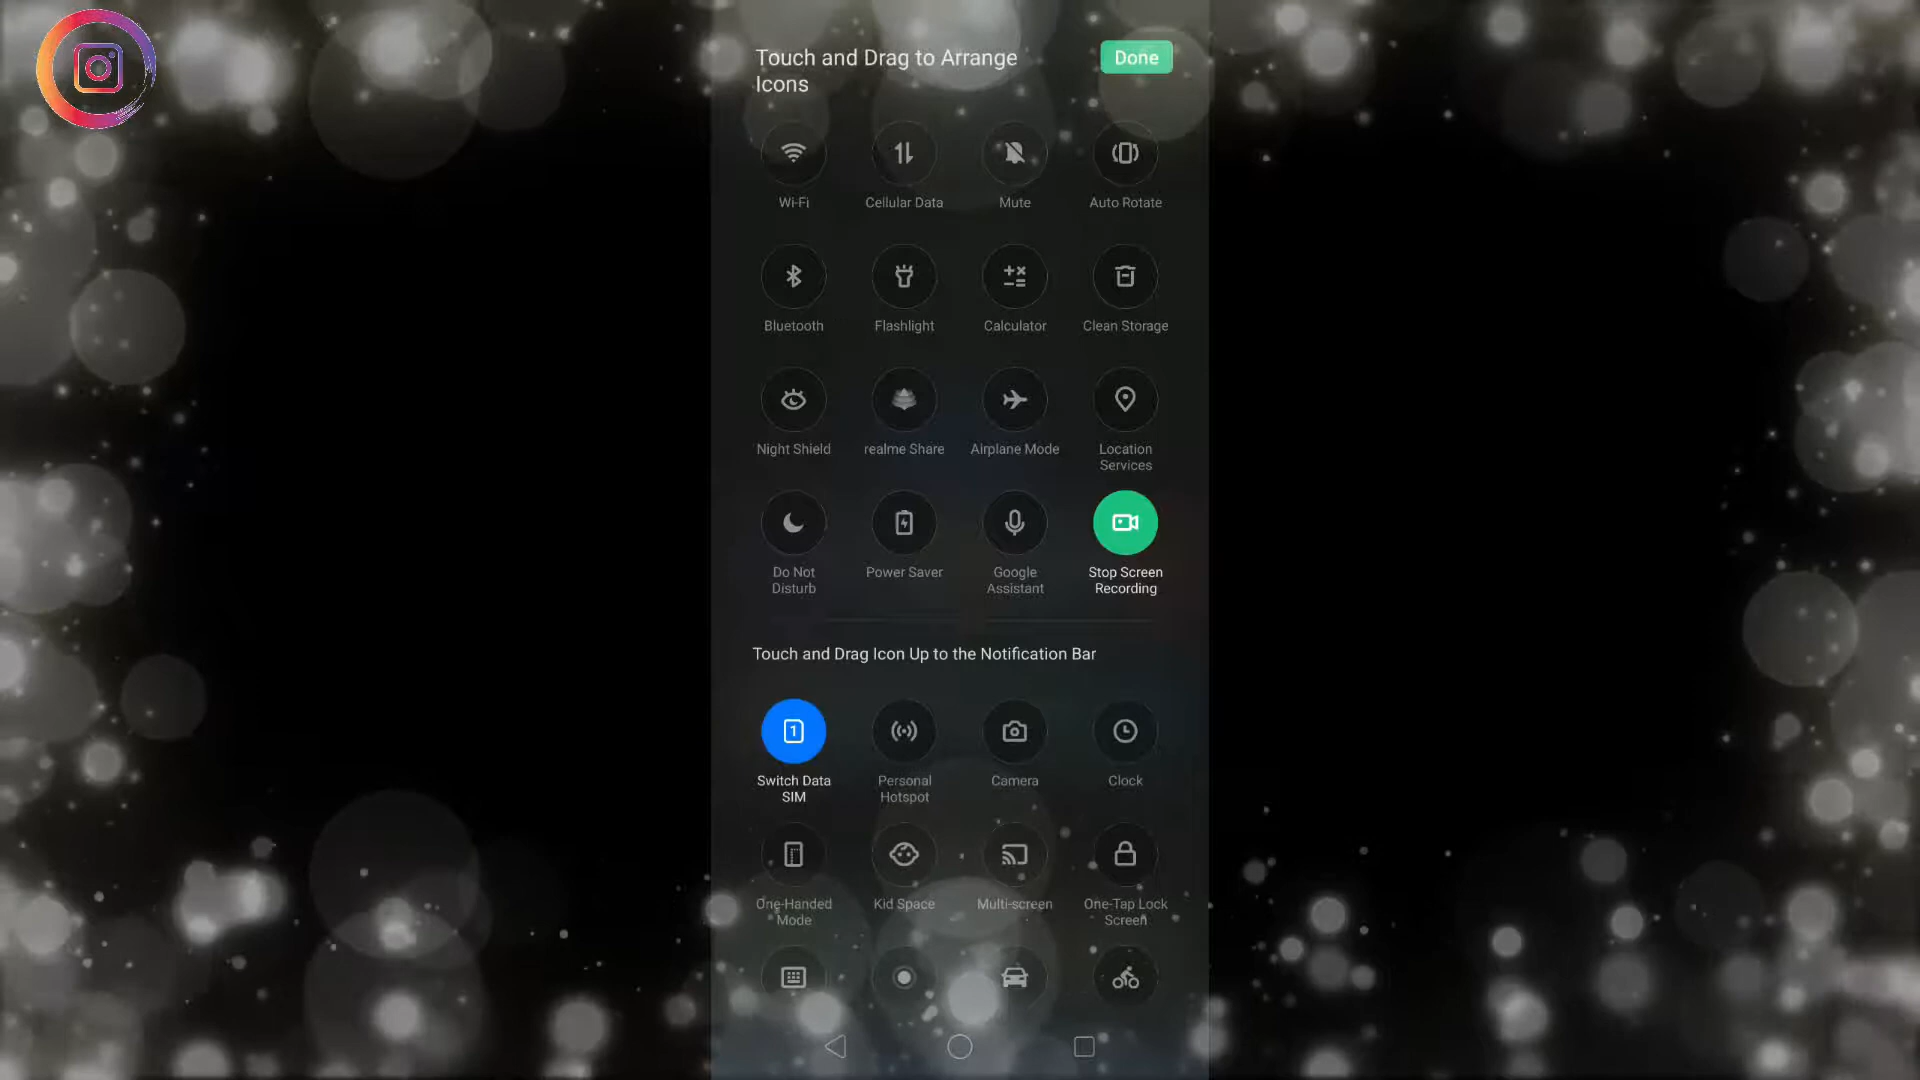 Touch and Drag to Arrange
Icons
Done
Wi-Fi
Cellular Data
Mute
Auto Rotate
Bluetooth
Flashlight
Calculator
Clean Storage
Night Shield
realme Share
Airplane Mode
Location
Services
Do Not
Disturb
Power Saver
Google
Assistant
Stop Screen
Recording
Touch and Drag Icon Up to the Notification Bar
1
Switch Data
SIM
Personal
Hotspot
Camera
Clock
One-Handed
Mode
Kid Space
Multi-screen
One-Tap Lock
Screen